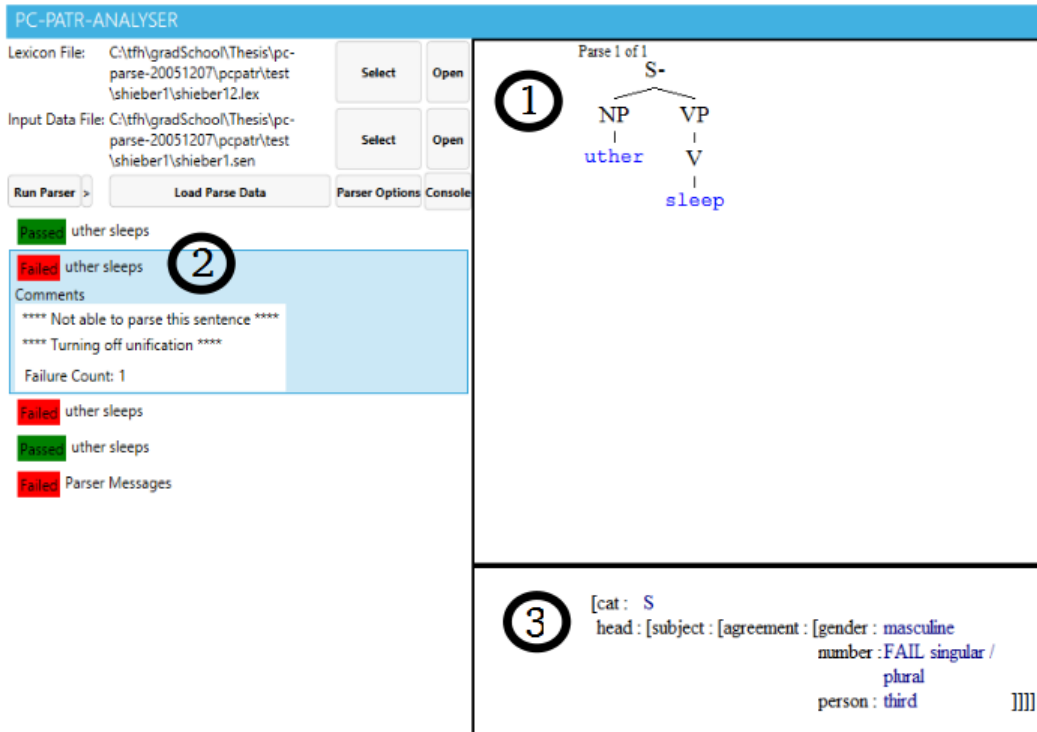 PC-PATR-ANALYSER
Lexicon File: C:\tfh\gradSchool\Thesis\pc-
parse-20051207\pcpatr\test
\shieber1\shieber12.lex
Select Open
Input Data File: C:\tfh\gradSchool\Thesis\pc-
parse-20051207\pcpatr\test
\shieber1\shieber1.sen
Select Open
Run Parser > Load Parse Data Parser Options Console
Passed uther sleeps
Failed uther sleeps
2
Comments
**** Not able to parse this sentence ****
**** Turning off unification ****
Failure Count: 1
Failed uther sleeps
Passed uther sleeps
Failed Parser Messages
1
Parse 1 of 1
S-
NP VP
uther V
sleep
3
[cat : S
head : [subject : [agreement : [gender : masculine
number : FAIL singular /
plural
person : third ]]]]